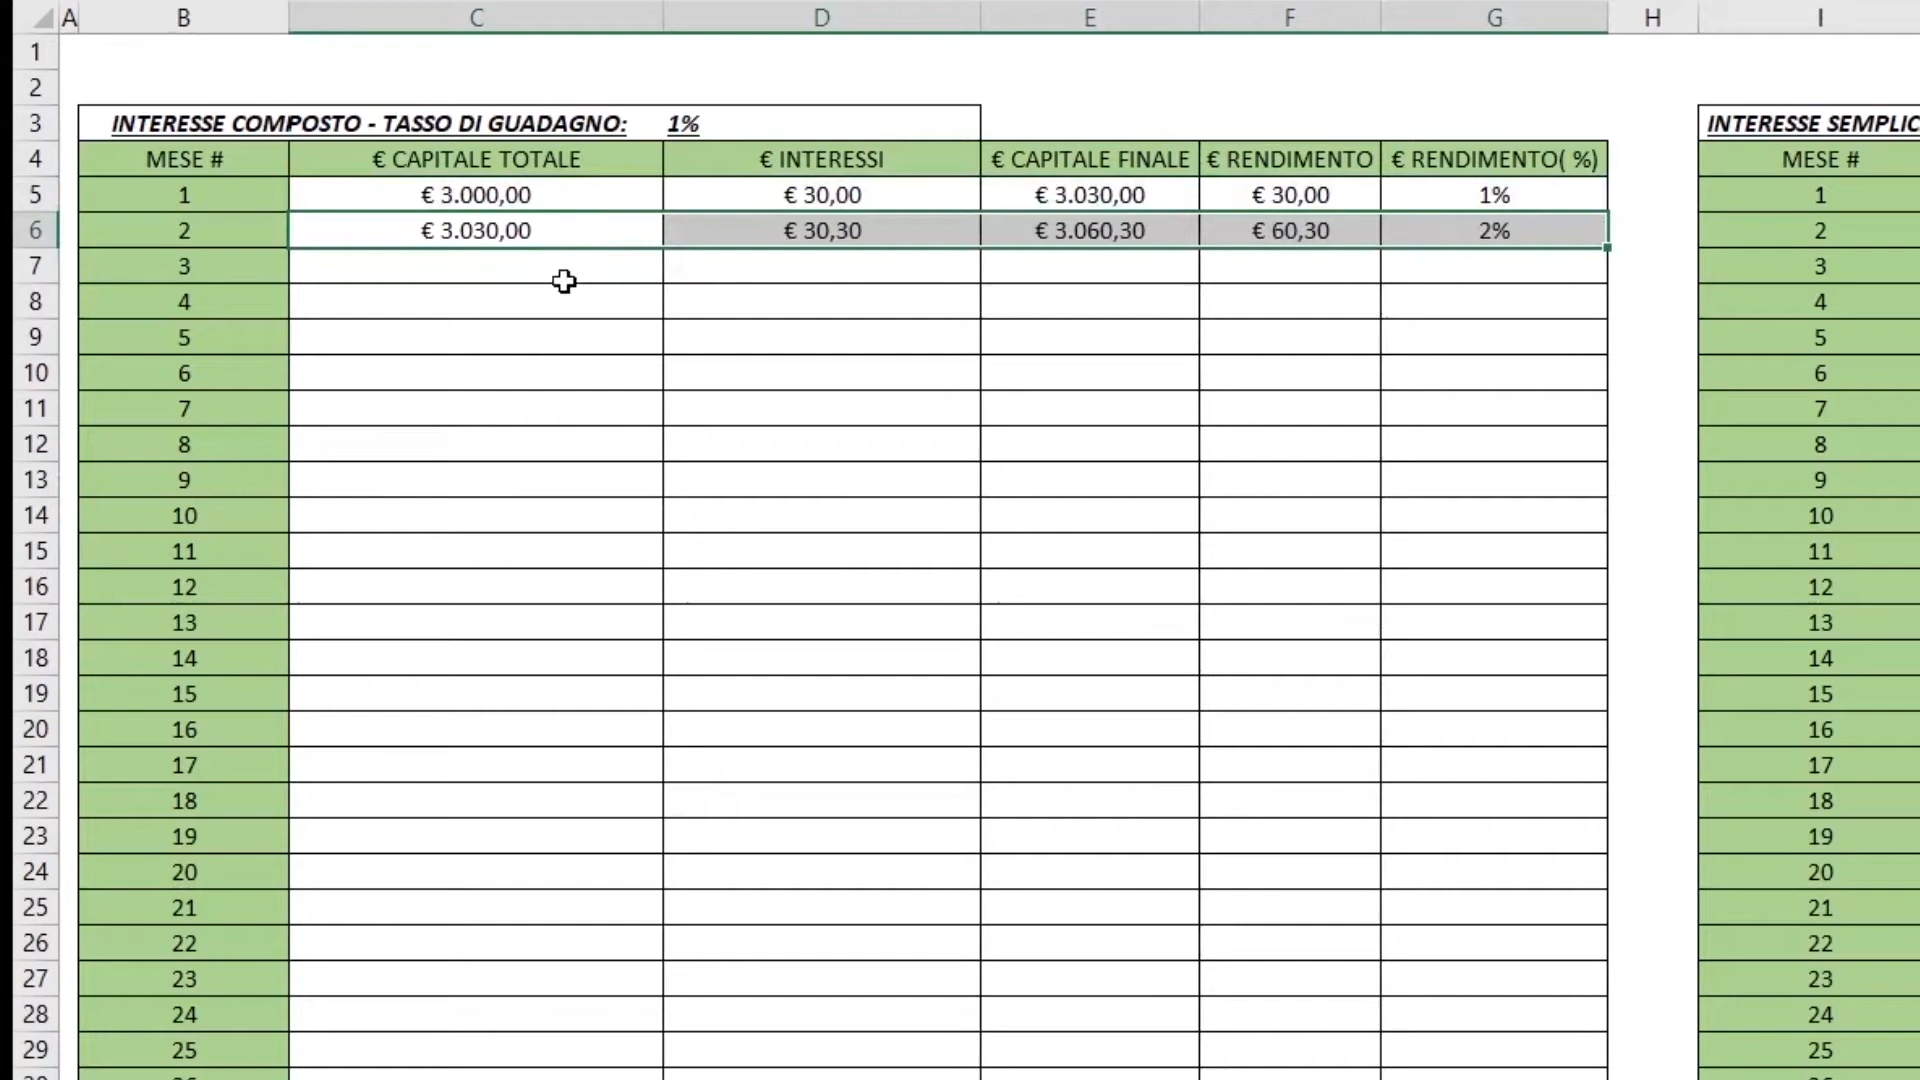 A B C D E F G H I
1
2
3 INTERESSE COMPOSTO - TASSO DI GUADAGNO: 1% INTERESSE SEMPLIC
4 MESE # € CAPITALE TOTALE € INTERESSI € CAPITALE FINALE € RENDIMENTO € RENDIMENTO( %) MESE #
5 1 € 3.000,00 € 30,00 € 3.030,00 € 30,00 1% 1
6 2 € 3.030,00 € 30,30 € 3.060,30 € 60,30 2% 2
7 3 3
8 4 4
9 5 5
10 6 6
11 7 7
12 8 8
13 9 9
14 10 10
15 11 11
16 12 12
17 13 13
18 14 14
19 15 15
20 16 16
21 17 17
22 18 18
23 19 19
24 20 20
25 21 21
26 22 22
27 23 23
28 24 24
29 25 25